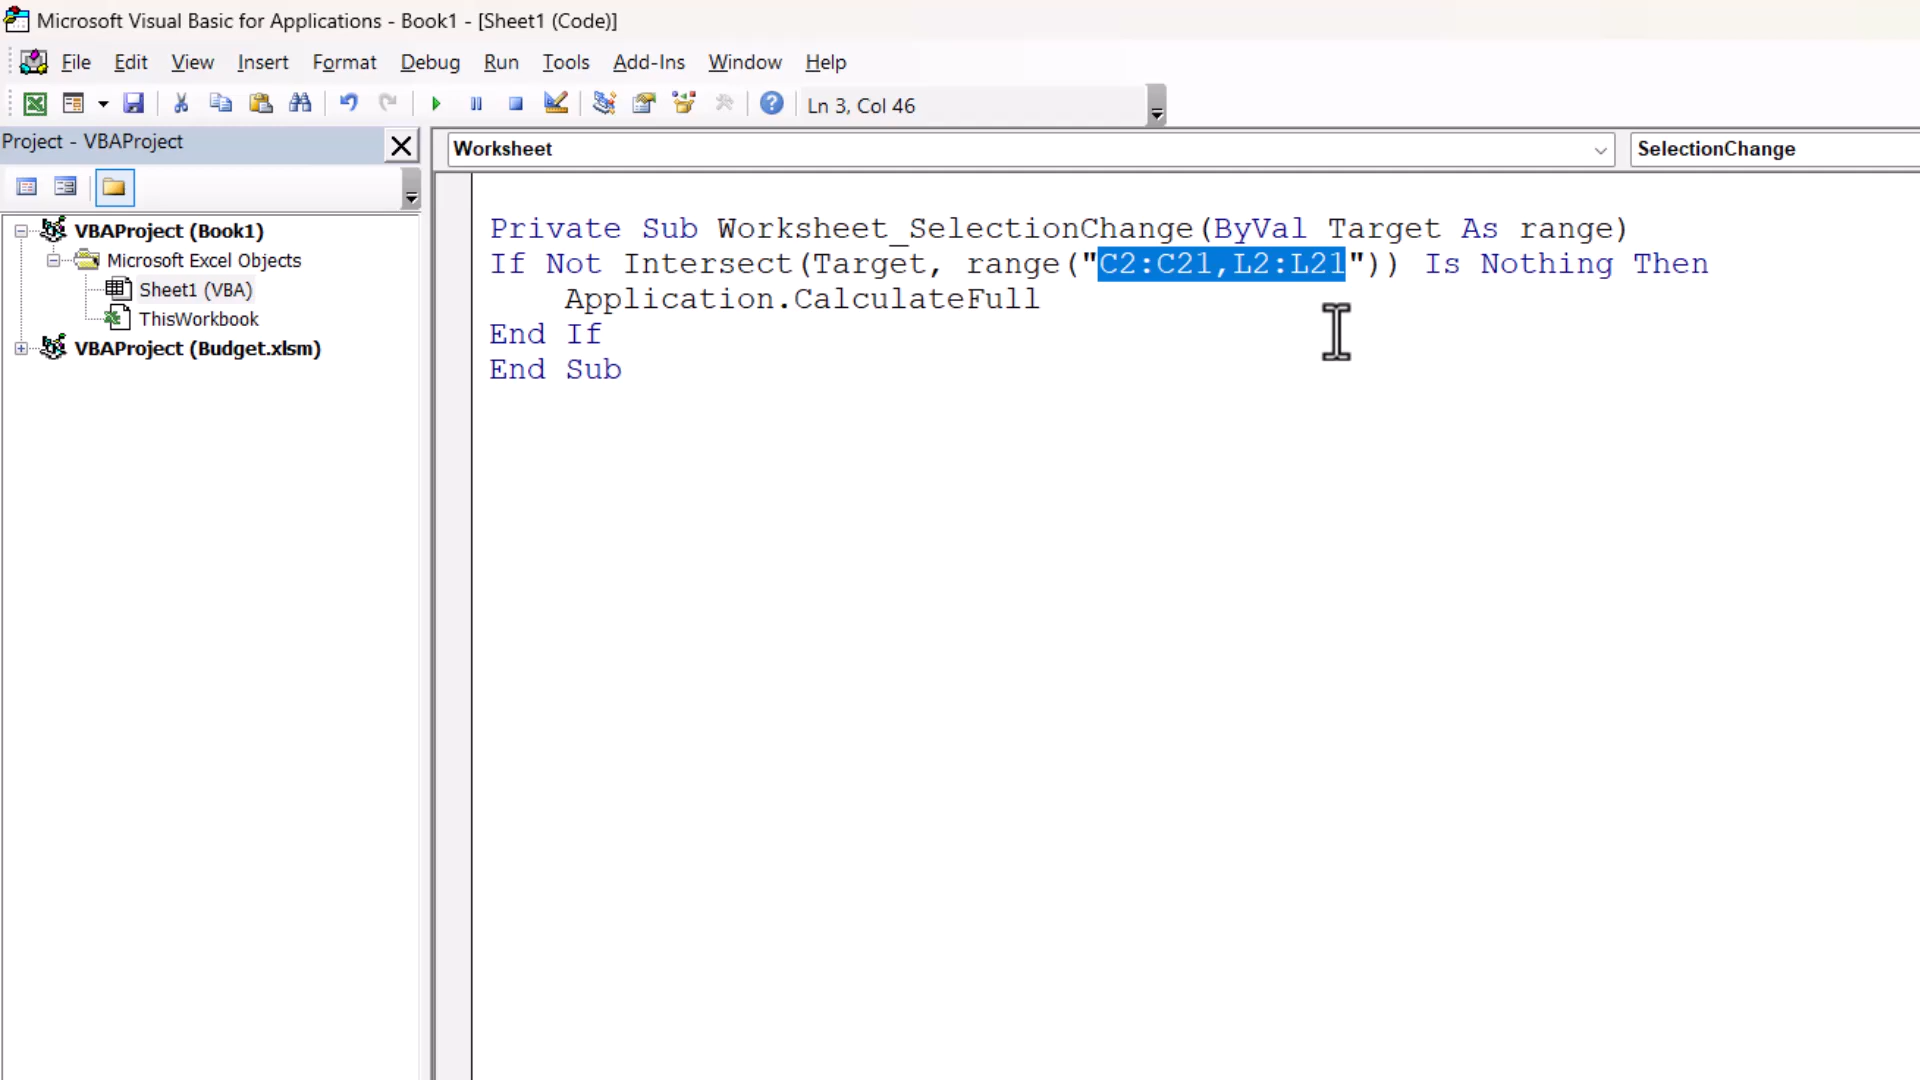 Microsoft Visual Basic for Applications - Book1 - [Sheet1 (Code)]
File Edit View Insert Format Debug Run Tools Add-Ins Window Help
Ln 3, Col 46
Project - VBAProject
Worksheet
SelectionChange
VBAProject (Book1)
Microsoft Excel Objects
Sheet1 (VBA)
ThisWorkbook
VBAProject (Budget.xlsm)
Private Sub Worksheet_SelectionChange(ByVal Target As range)
If Not Intersect(Target, range("C2:C21,L2:L21")) Is Nothing Then
Application.CalculateFull
End If
End Sub